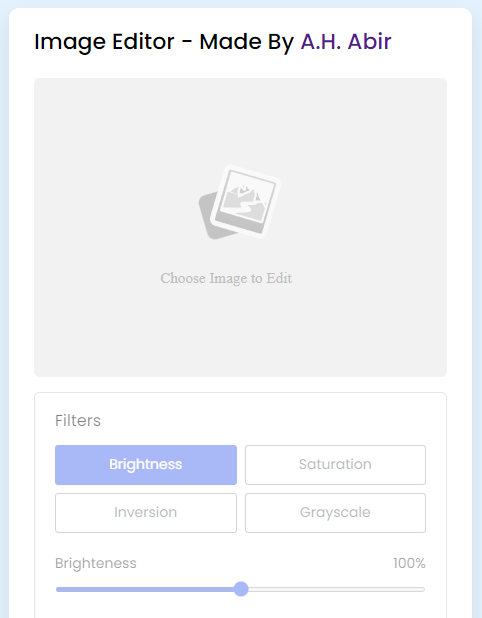 Image Editor - Made By A.H. Abir
Choose Image to Edit
Filters
Brightness Saturation
Inversion Grayscale
Brighteness 100%